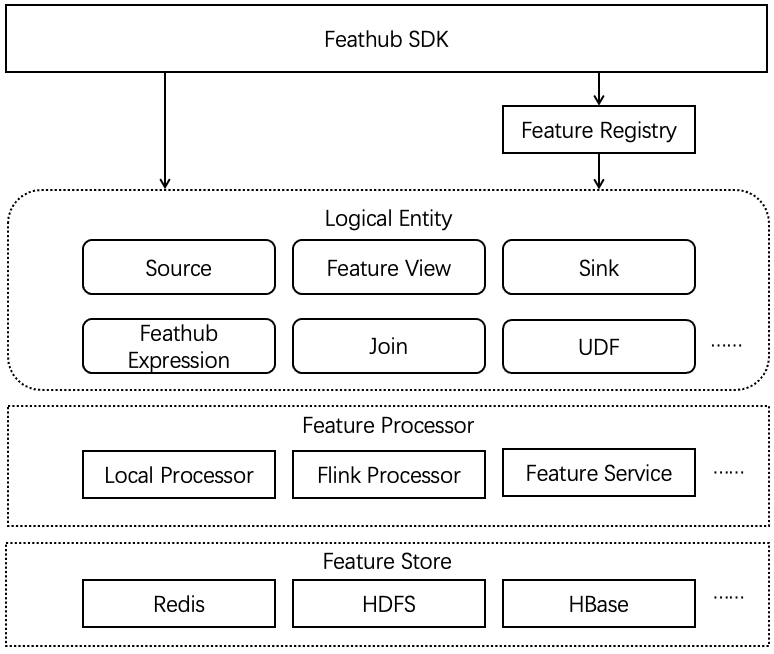 Feathub SDK
Feature Registry
Logical Entity
Source
Feature View
Sink
Feathub
Expression
Join
UDF
......
Feature Processor
Local Processor
Flink Processor
Feature Service
......
Feature Store
Redis
HDFS
HBase
......